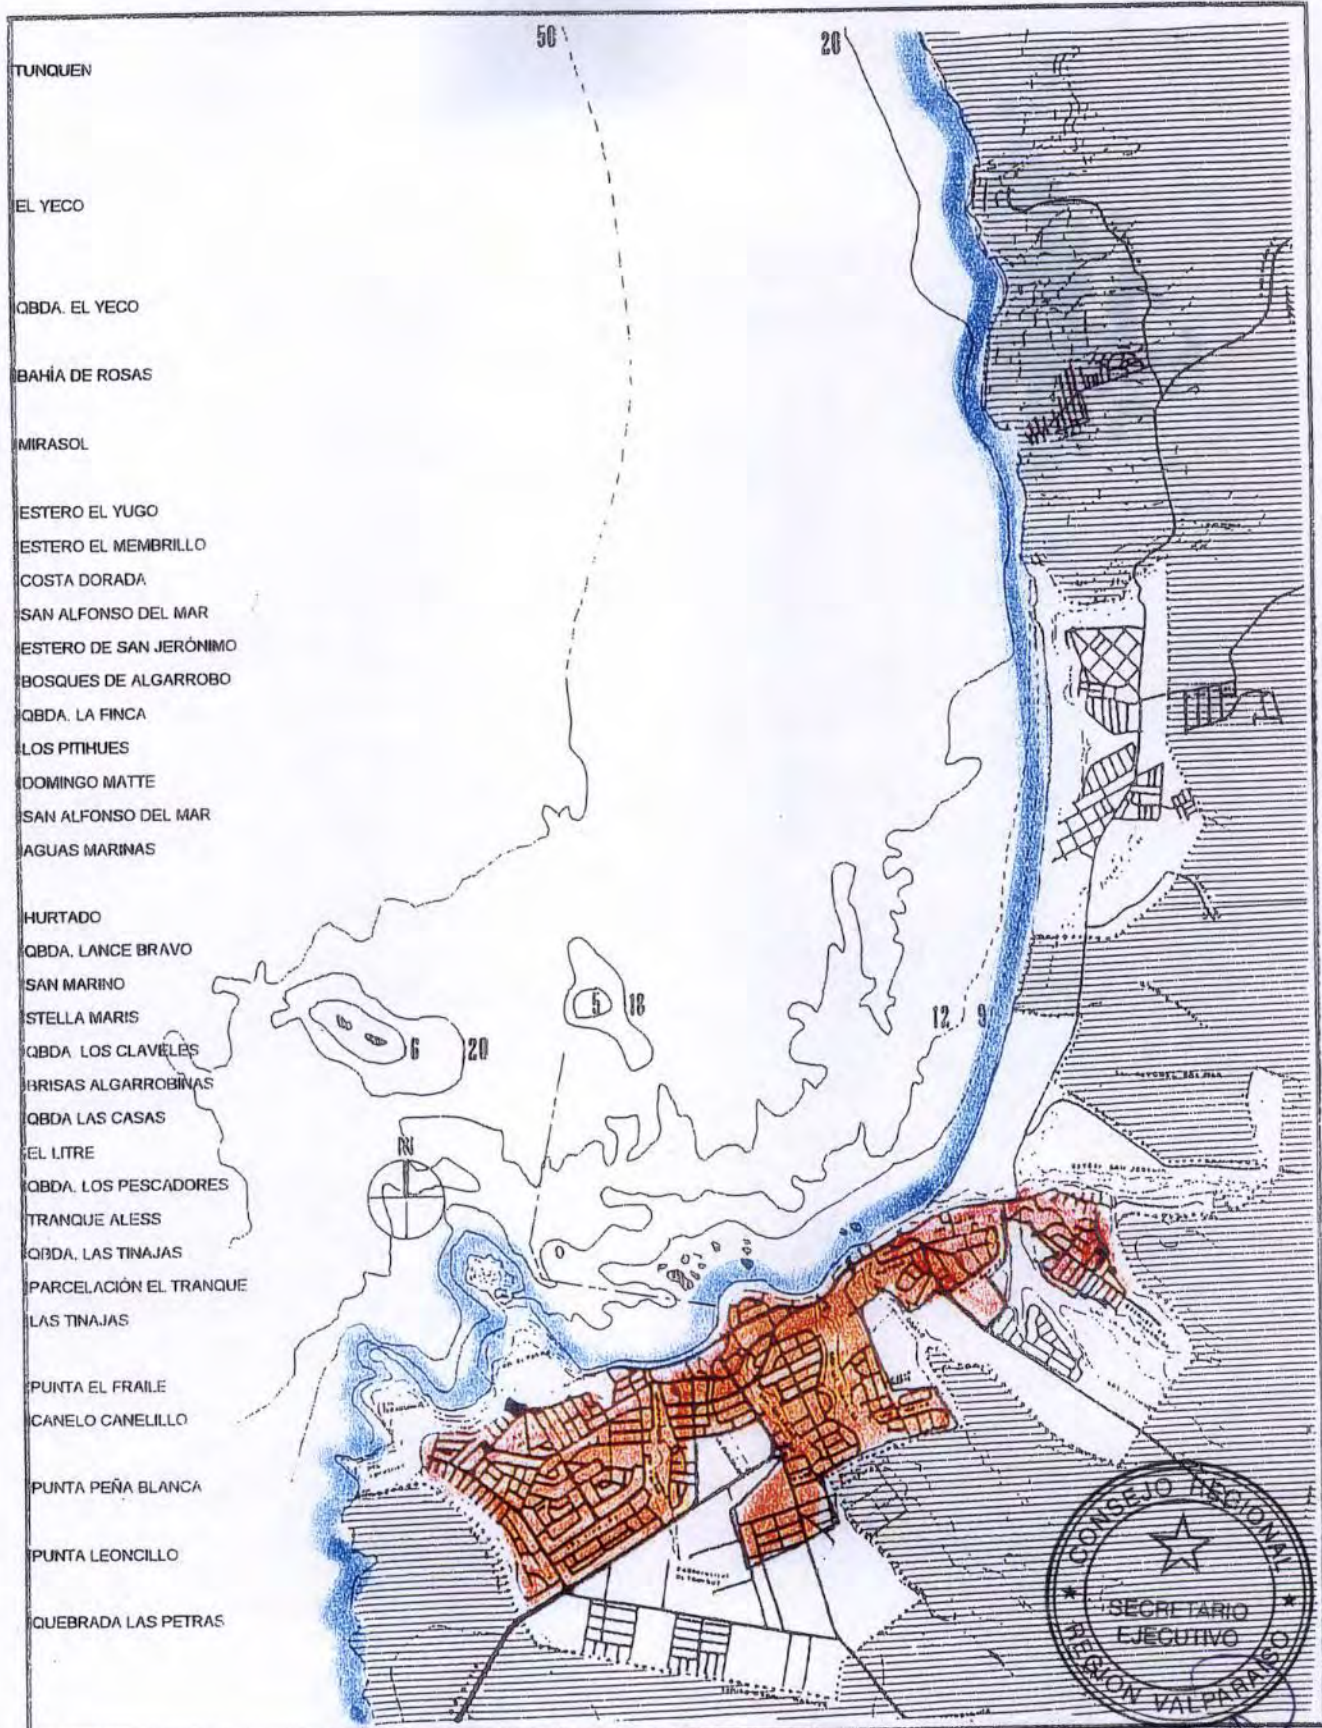 50
20
TUNQUEN
EL YECO
QBDA. EL YECO
BAHÍA DE ROSAS
MIRASOL
ESTERO EL YUGO
ESTERO EL MEMBRILLO
COSTA DORADA
SAN ALFONSO DEL MAR
ESTERO DE SAN JERÓNIMO
BOSQUES DE ALGARROBO
QBDA. LA FINCA
LOS PITIHUES
DOMINGO MATTE
SAN ALFONSO DEL MAR
AGUAS MARINAS
HURTADO
QBDA. LANCE BRAVO
SAN MARINO
STELLA MARIS
QBDA LOS CLAVELES
BRISAS ALGARROBINAS
QBDA LAS CASAS
EL LITRE
QBDA. LOS PESCADORES
TRANQUE ALESS
QBDA. LAS TINAJAS
PARCELACIÓN EL TRANQUE
LAS TINAJAS
PUNTA EL FRAILE
CANELO CANELILLO
PUNTA PEÑA BLANCA
PUNTA LEONCILLO
QUEBRADA LAS PETRAS
5
18
12
9
6
20
N
CONSEJO REGIONAL
SECRETARIO
EJECUTIVO
REGION VALPARAISO